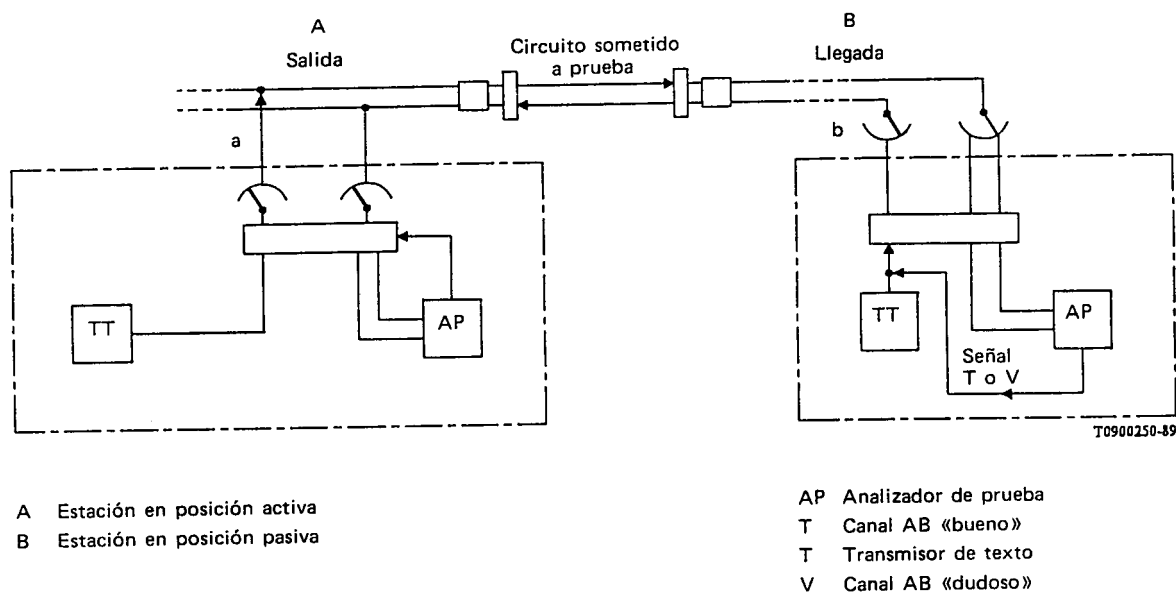 A
Salida
Circuito sometido
a prueba
B
Llegada
a
b
TT
AP
TT
AP
Señal
T o V
T0900250-89
A Estación en posición activa
B Estación en posición pasiva
AP Analizador de prueba
T Canal AB «bueno»
T Transmisor de texto
V Canal AB «dudoso»